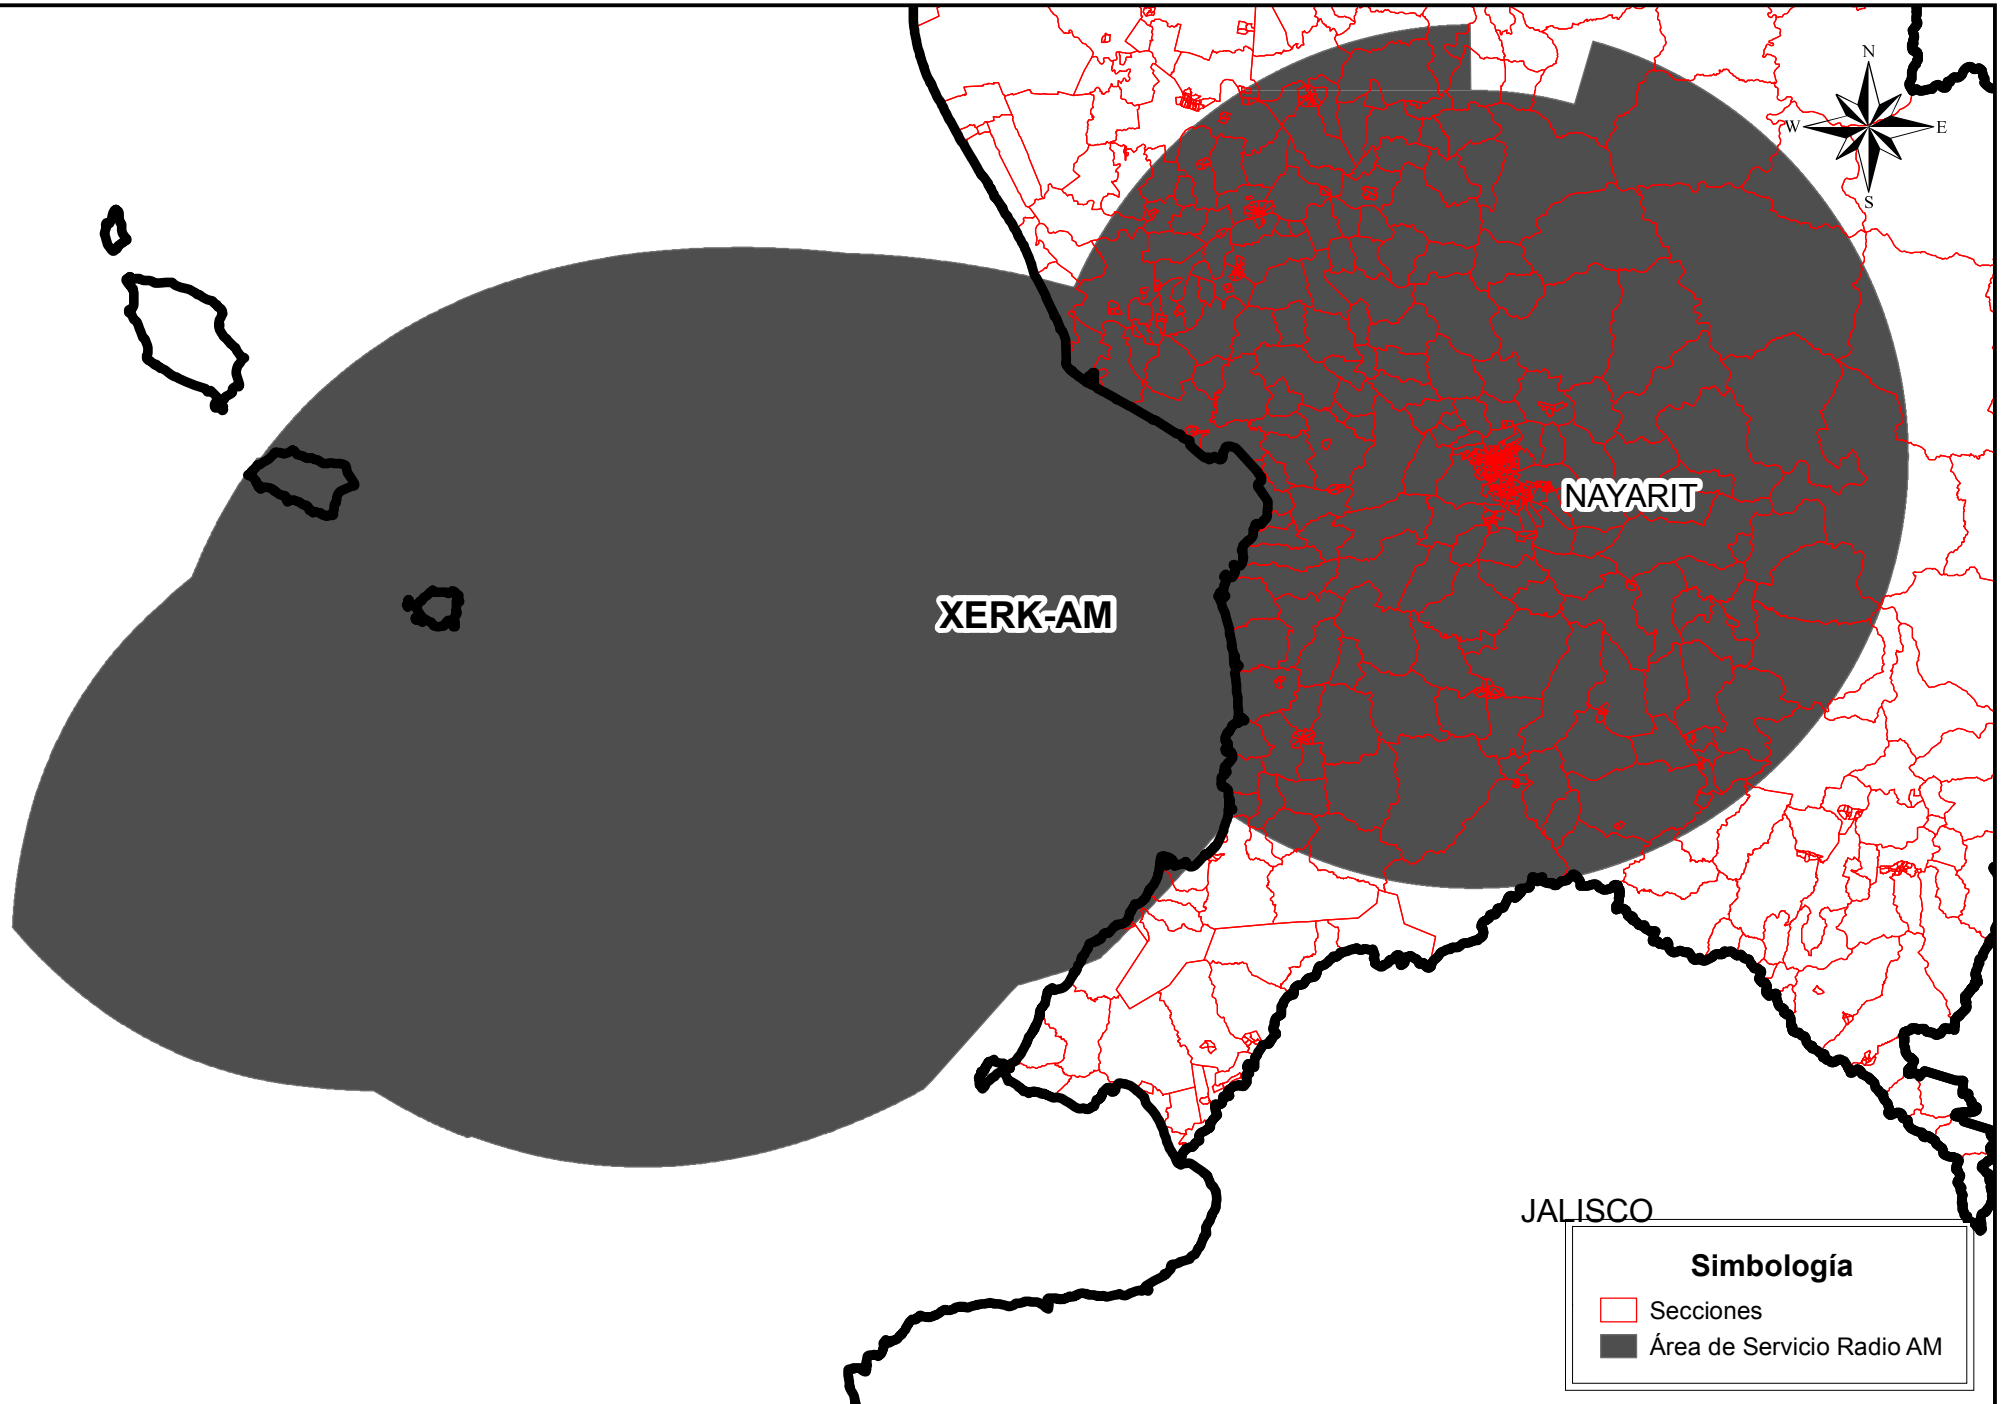 N
W
E
S
NAYARIT
XERK-AM
JALISCO
Simbología
Secciones
Área de Servicio Radio AM